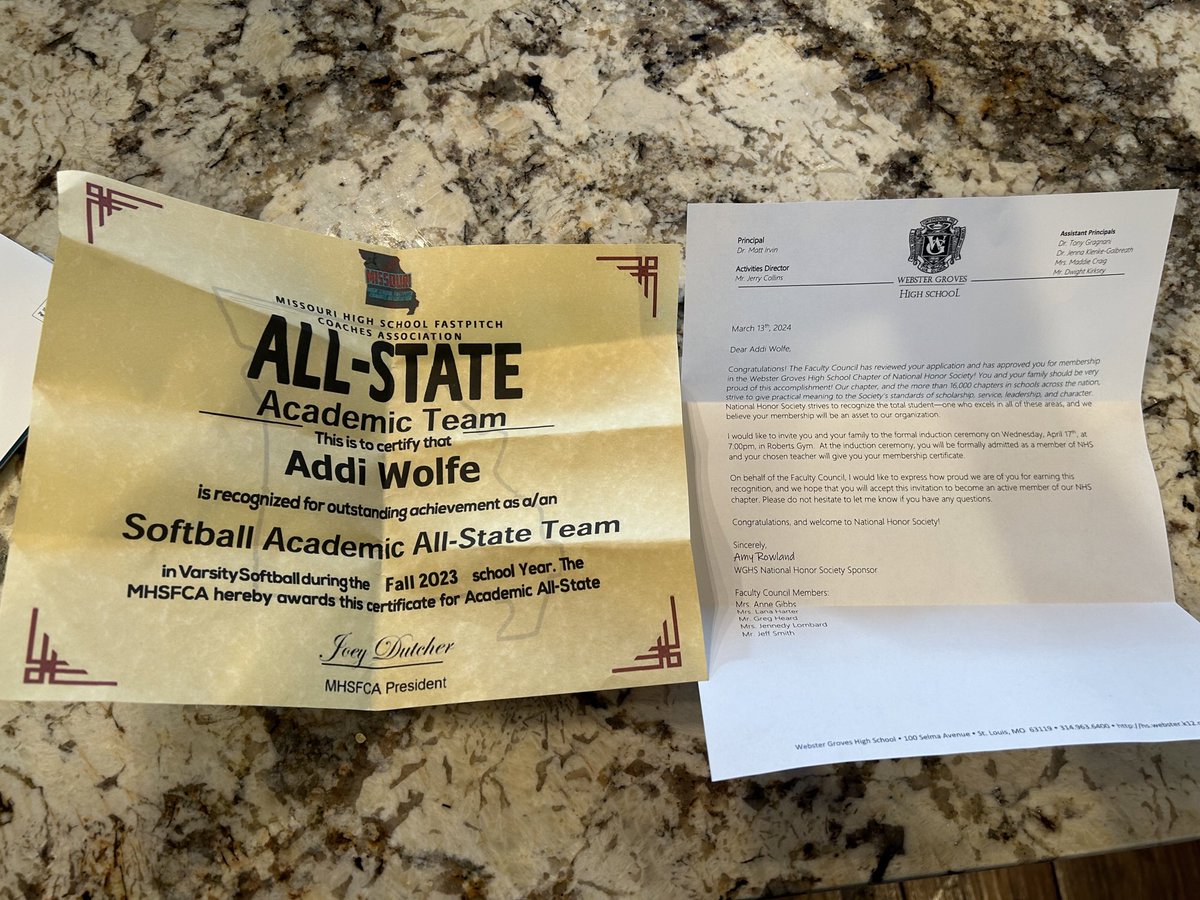 MISSOURI
MISSOURI HIGH SCHOOL FASTPITCH
COACHES ASSOCIATION
ALL-STATE
Academic Team
This is to certify that
Addi Wolfe
is recognized for outstanding achievement as a/an
Softball Academic All-State Team
in Varsity Softball during the Fall 2023 school Year. The
MHSFCA hereby awards this certificate for Academic All-State
Joey Dutcher
MHSFCA President
Principal
Dr. Matt Irvin
Activities Director
Mr. Jerry Collins
WG
WEBSTER GROVES
HIGH SCHOOL
Assistant Principals
Dr. Tony Gragnani
Dr. Jenna Klenke-Galbreath
Mrs. Maddie Craig
Mr. Dwight Kirksey
March 13th, 2024
Dear Addi Wolfe,
Congratulations! The Faculty Council has reviewed your application and has approved you for membership
in the Webster Groves High School Chapter of National Honor Society! You and your family should be very
proud of this accomplishment! Our chapter, and the more than 16,000 chapters in schools across the nation,
strive to give practical meaning to the Society's standards of scholarship, service, leadership, and character.
National Honor Society strives to recognize the total student—one who excels in all of these areas, and we
believe your membership will be an asset to our organization.
I would like to invite you and your family to the formal induction ceremony on Wednesday, April 17th, at
7:00pm, in Roberts Gym. At the induction ceremony, you will be formally admitted as a member of NHS
and your chosen teacher will give you your membership certificate.
On behalf of the Faculty Council, I would like to express how proud we are of you for earning this
recognition, and we hope that you will accept this invitation to become an active member of our NHS
chapter. Please do not hesitate to let me know if you have any questions.
Congratulations, and welcome to National Honor Society!
Sincerely,
Amy Rowland
WGHS National Honor Society Sponsor
Faculty Council Members:
Mrs. Anne Gibbs
Mrs. Lana Harter
Mr. Greg Heard
Mrs. Jennedy Lombard
Mr. Jeff Smith
Webster Groves High School • 100 Selma Avenue • St. Louis, MO 63119 • 314.963.6400 • http://hs.webster.k12.